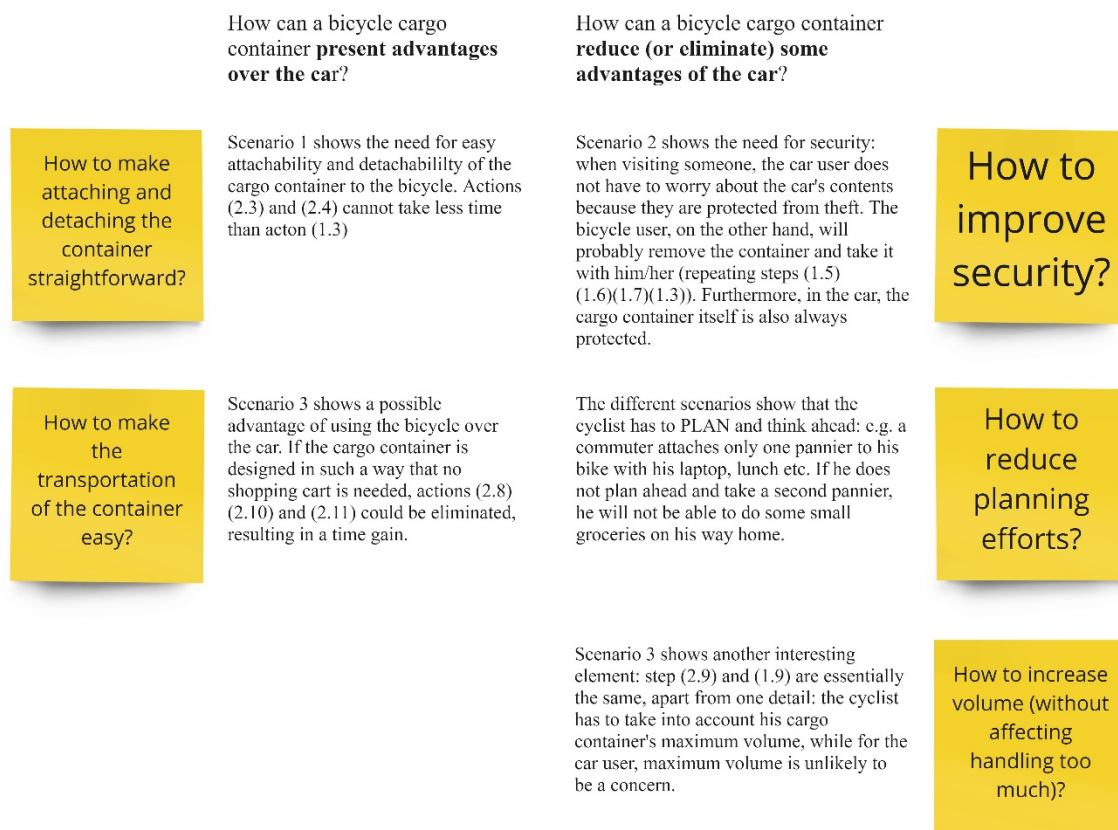 How can a bicycle cargo
container present advantages
over the car?
How can a bicycle cargo container
reduce (or eliminate) some
advantages of the car?
How to make
attaching and
detaching the
container
straightforward?
Scenario 1 shows the need for easy
attachability and detachabililty of the
cargo container to the bicycle. Actions
(2.3) and (2.4) cannot take less time
than acton (1.3)
Scenario 2 shows the need for security:
when visiting someone, the car user does
not have to worry about the car's contents
because they are protected from theft. The
bicycle user, on the other hand, will
probably remove the container and take it
with him/her (repeating steps (1.5)
(1.6)(1.7)(1.3)). Furthermore, in the car, the
cargo container itself is also always
protected.
How to
improve
security?
How to make
the
transportation
of the container
easy?
Scenario 3 shows a possible
advantage of using the bicycle over
the car. If the cargo container is
designed in such a way that no
shopping cart is needed, actions (2.8)
(2.10) and (2.11) could be eliminated,
resulting in a time gain.
The different scenarios show that the
cyclist has to PLAN and think ahead: e.g. a
commuter attaches only one pannier to his
bike with his laptop, lunch etc. If he does
not plan ahead and take a second pannier,
he will not be able to do some small
groceries on his way home.
How to
reduce
planning
efforts?
Scenario 3 shows another interesting
element: step (2.9) and (1.9) are essentially
the same, apart from one detail: the cyclist
has to take into account his cargo
container's maximum volume, while for the
car user, maximum volume is unlikely to
be a concern.
How to increase
volume (without
affecting
handling too
much)?